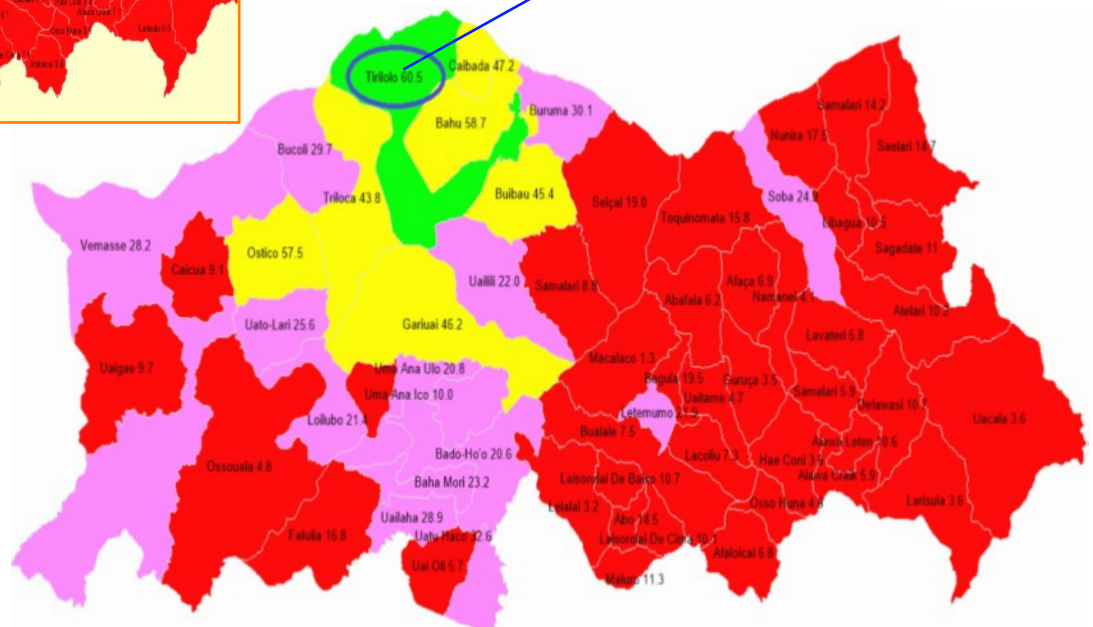 Osso Huna
Larisula 0.5
Afaloicai 6.8
Tirilolo 60.5
Caibada 47.2
Bahu 58.7
Buruma 30.1
Bucoli 29.7
Triloca 43.8
Buibau 45.4
Seiçal 19.0
Tequinomata 15.8
Samalari 14.2
Nunira 17.5
Saelari 14.7
Soba 24.9
Libagua 10.5
Sagadate 11
Vemasse 28.2
Caicua 9.1
Ostico 57.5
Uailili 22.0
Samalari 8.8
Abafala 6.2
Afaça 6.9
Namanei 4.1
Atelari 10.2
Uato-Lari 25.6
Gariuai 46.2
Lavateri 5.8
Uaigae 9.7
Macalaco 1.3
Uma Ana Ulo 20.8
Uma Ana Ico 10.0
Baguia 19.5
Guruça 3.5
Samalari 5.9
Defawasi 10.7
Uaitame 4.7
Uacala 3.6
Loilubo 21.4
Letemumo 21.9
Bualale 7.5
Alawa Leten 10.6
Bado-Ho'o 20.6
Lacoliu 7.3
Hae Coni 3.9
Ossouala 4.8
Baha Mori 23.2
Laisorolai De Baixo 10.7
Alawa Craik 5.9
Lelalai 3.2
Osso Huna 4.6
Larisula 3.6
Uailaha 28.9
Abo 14.5
Fatulia 16.8
Uatu Haco 32.6
Laisorolai De Cima 10.1
Afaloicai 6.8
Uai Oli 5.7
Maluro 11.3